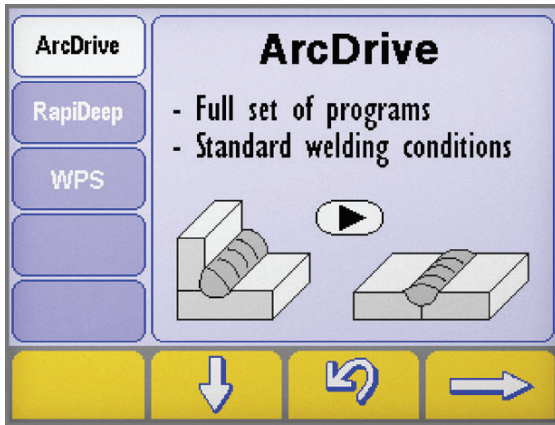 ArcDrive
RapiDeep
WPS
ArcDrive
- Full set of programs
- Standard welding conditions